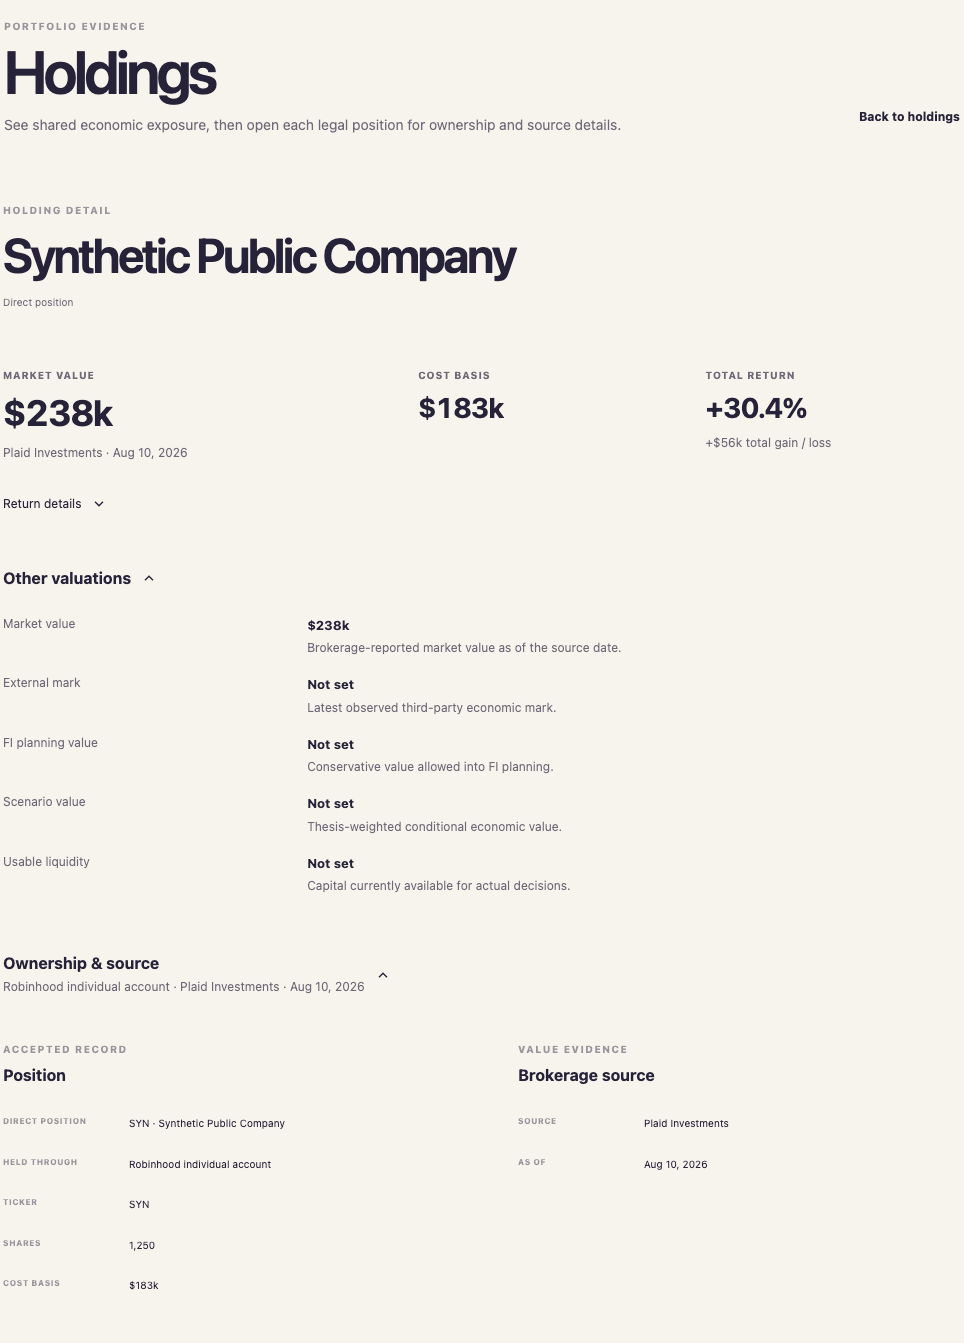 PORTFOLIO EVIDENCE
Holdings
See shared economic exposure, then open each legal position for ownership and source details.
Back to holdings
HOLDING DETAIL
Synthetic Public Company
Direct position
MARKET VALUE
$238k
Plaid Investments · Aug 10, 2026
COST BASIS
$183k
TOTAL RETURN
+30.4%
+$56k total gain / loss
Return details
Other valuations
Market value
$238k
Brokerage-reported market value as of the source date.
External mark
Not set
Latest observed third-party economic mark.
FI planning value
Not set
Conservative value allowed into FI planning.
Scenario value
Not set
Thesis-weighted conditional economic value.
Usable liquidity
Not set
Capital currently available for actual decisions.
Ownership & source
Robinhood individual account · Plaid Investments · Aug 10, 2026
ACCEPTED RECORD
Position
DIRECT POSITION
SYN · Synthetic Public Company
HELD THROUGH
Robinhood individual account
TICKER
SYN
SHARES
1,250
COST BASIS
$183k
VALUE EVIDENCE
Brokerage source
SOURCE
Plaid Investments
AS OF
Aug 10, 2026